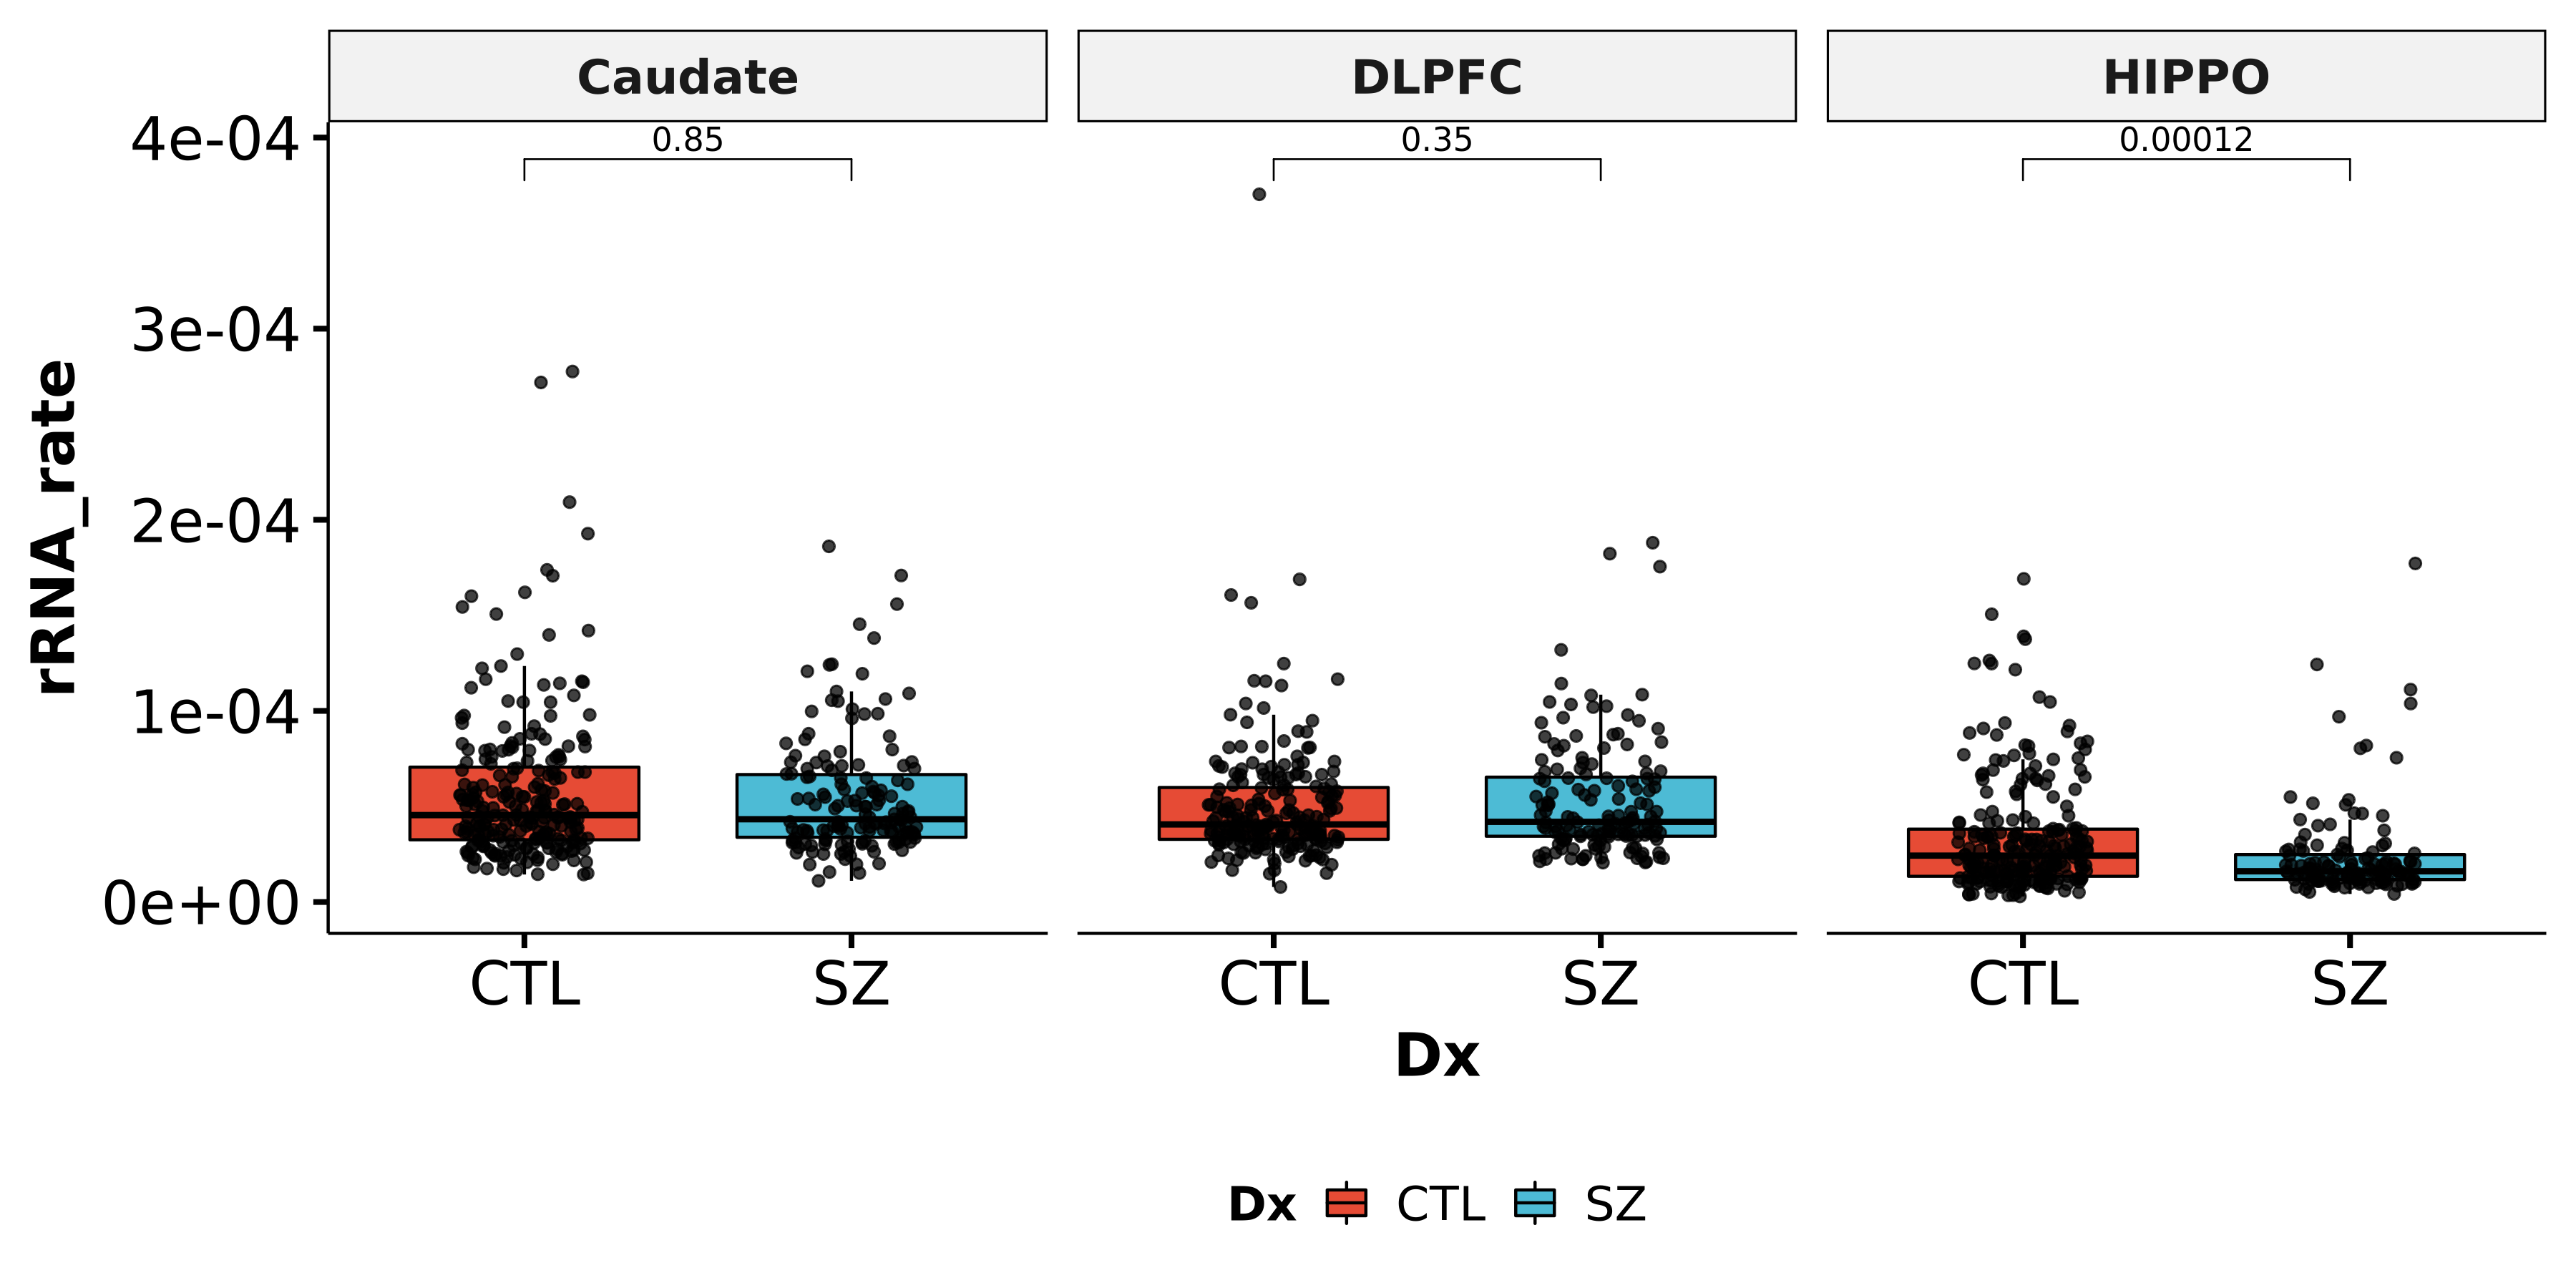 Caudate DLPFC HIPPO
0.85 0.35 0.00012
4e-04
3e-04
2e-04
1e-04
0e+00
rRNA_rate
CTL SZ CTL SZ CTL SZ
Dx
Dx CTL SZ